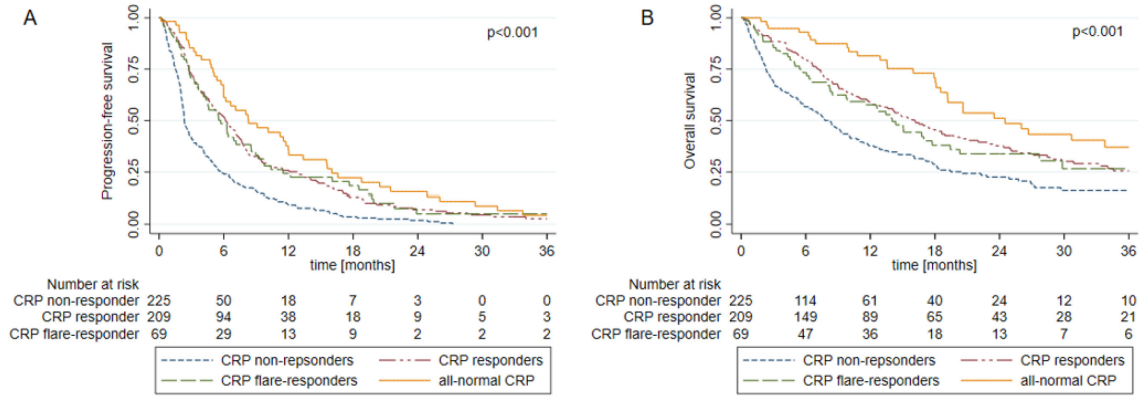 A
p<0.001
Progression-free survival
1.00
0.75
0.50
0.25
0.00
0 6 12 18 24 30 36
time [months]
Number at risk
CRP non-responder 225 50 18 7 3 0 0
CRP responder 209 94 38 18 9 5 3
CRP flare-responder 69 29 13 9 2 2 2
CRP non-repsonders CRP responders
CRP flare-responders all-normal CRP
B
p<0.001
Overall survival
1.00
0.75
0.50
0.25
0.00
0 6 12 18 24 30 36
time [months]
Number at risk
CRP non-responder 225 114 61 40 24 12 10
CRP responder 209 149 89 65 43 28 21
CRP flare-responder 69 47 36 18 13 7 6
CRP non-repsonders CRP responders
CRP flare-responders all-normal CRP